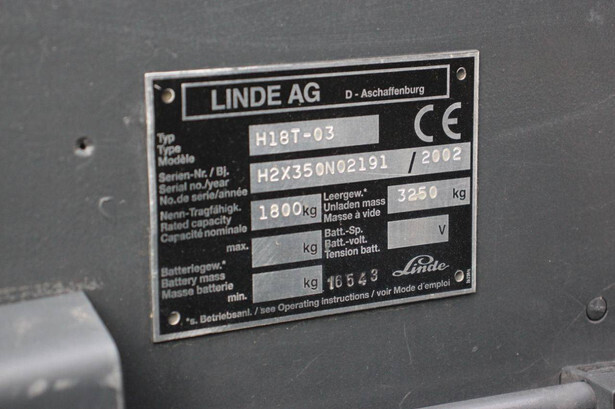 LINDE AG D - Aschaffenburg
Typ
Type
Modèle
H18T-03
CE
Serien-Nr. / Bj.
Serial no./year
No. de série/année
H2X350N02191 / 2002
Nenn-Tragfähigk.
Rated capacity
Capacité nominale
1800 kg
Leergew.*
Unladen mass
Masse à vide
3250 kg
max. kg
Batt.-Sp.
Batt.-volt.
Tension batt.
V
Batteriegew.*
Battery mass
Masse batterie
min. kg
16543
Linde
*s. Betriebsanl. / see Operating instructions / voir Mode d'emploi